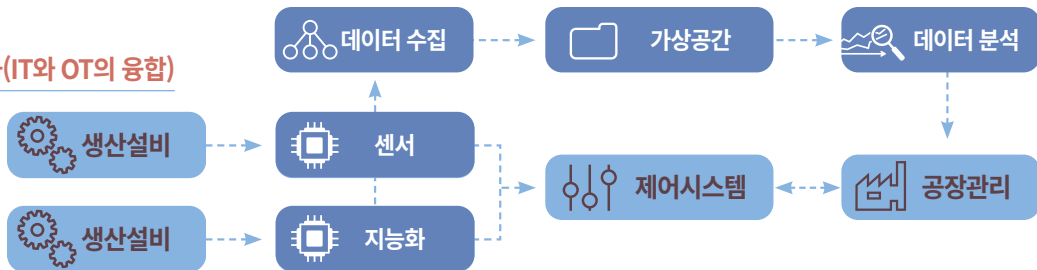 (IT와 OT의 융합)
데이터 수집
가상공간
데이터 분석
생산설비
센서
제어시스템
공장관리
생산설비
지능화